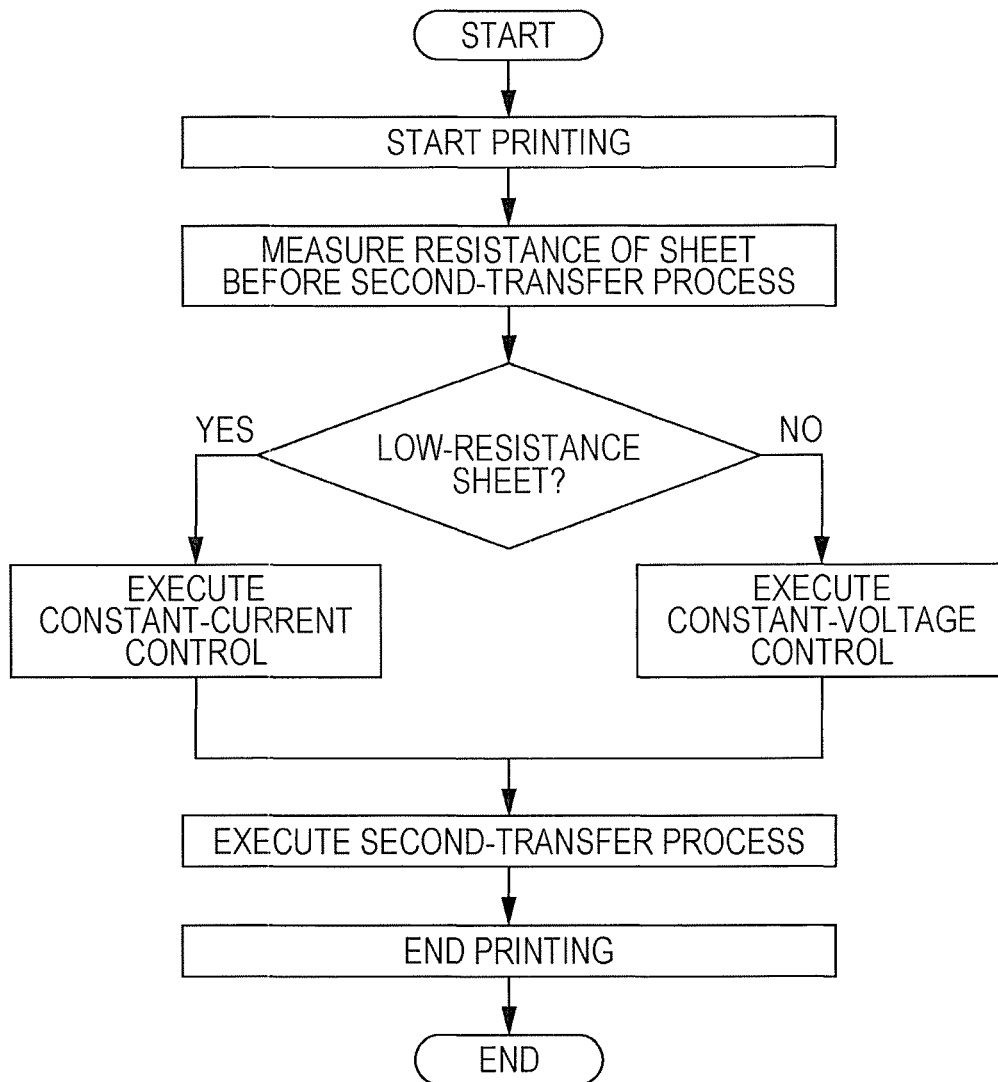 START
START PRINTING
MEASURE RESISTANCE OF SHEET
BEFORE SECOND-TRANSFER PROCESS
YES
NO
LOW-RESISTANCE
SHEET?
EXECUTE
CONSTANT-CURRENT
CONTROL
EXECUTE
CONSTANT-VOLTAGE
CONTROL
EXECUTE SECOND-TRANSFER PROCESS
END PRINTING
END